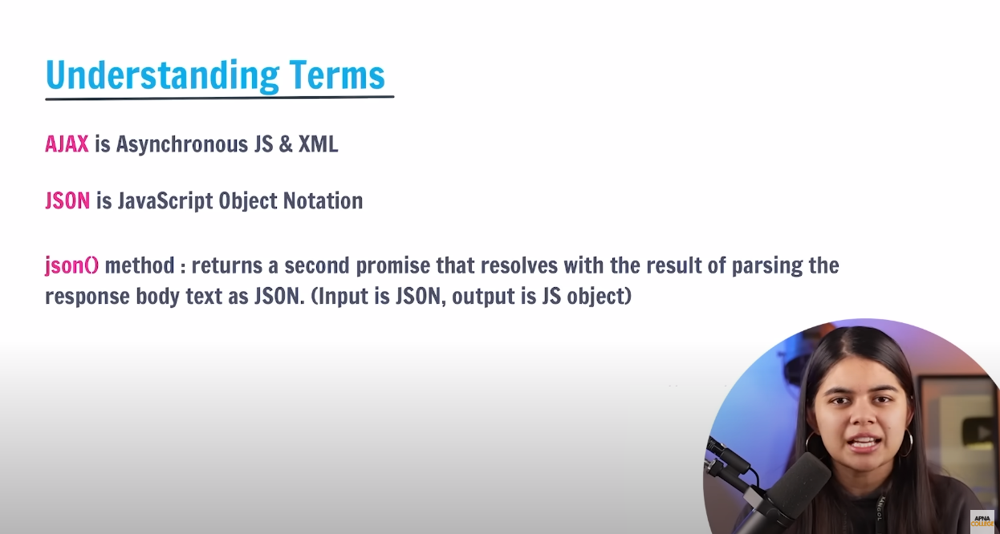 Understanding Terms
AJAX is Asynchronous JS & XML
JSON is JavaScript Object Notation
json() method : returns a second promise that resolves with the result of parsing the
response body text as JSON. (Input is JSON, output is JS object)
APNA
COLLEGE